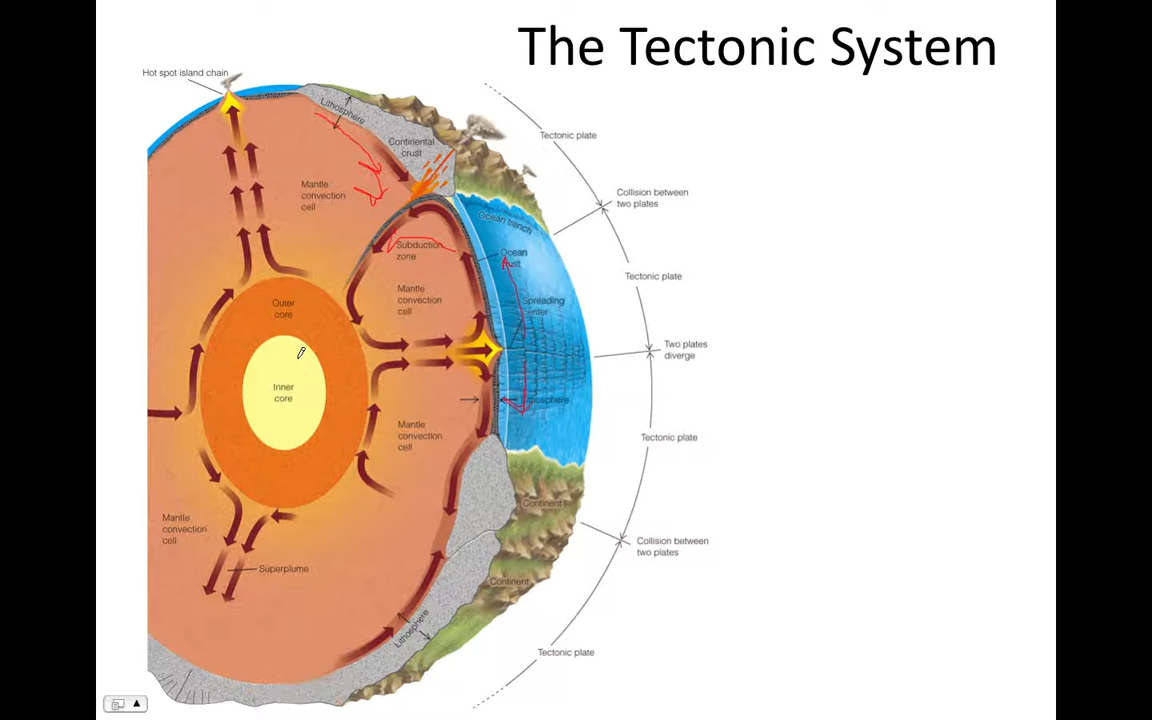 The Tectonic System
Hot spot island chain
Lithosphere
Continental
crust
Tectonic plate
Mantle
convection
cell
Collision between
two plates
Ocean trench
Subduction
zone
Ocean
crust
Tectonic plate
Outer
core
Mantle
convection
cell
Spreading
center
Two plates
diverge
Inner
core
Lithosphere
Mantle
convection
cell
Tectonic plate
Continent
Mantle
convection
cell
Collision between
two plates
Superplume
Continent
Lithosphere
Tectonic plate